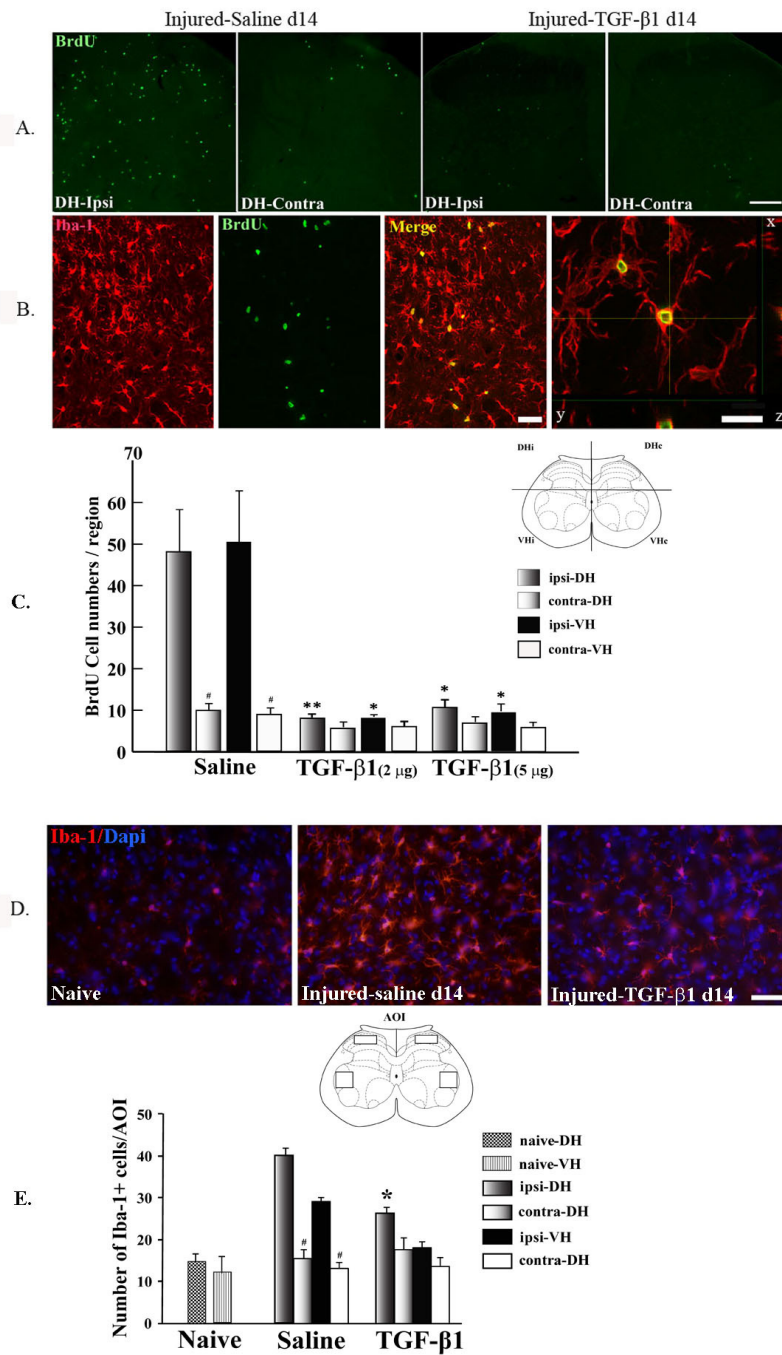 Injured-Saline d14 Injured-TGF-β1 d14
A.
BrdU
DH-Ipsi DH-Contra DH-Ipsi DH-Contra
B.
Iba-1 BrdU Merge x
y z
C.
70
60
50
40
30
20
10
0
BrdU Cell numbers / region
# # ** * * *
Saline TGF-β1(2 μg) TGF-β1(5 μg)
DHi DHc
VHi VHc
ipsi-DH
contra-DH
ipsi-VH
contra-VH
D.
Iba-1/Dapi
Naive Injured-saline d14 Injured-TGF-β1 d14
AOI
E.
50
40
30
20
10
0
Number of Iba-1+ cells/AOI
# # *
Naive Saline TGF-β1
naive-DH
naive-VH
ipsi-DH
contra-DH
ipsi-VH
contra-DH